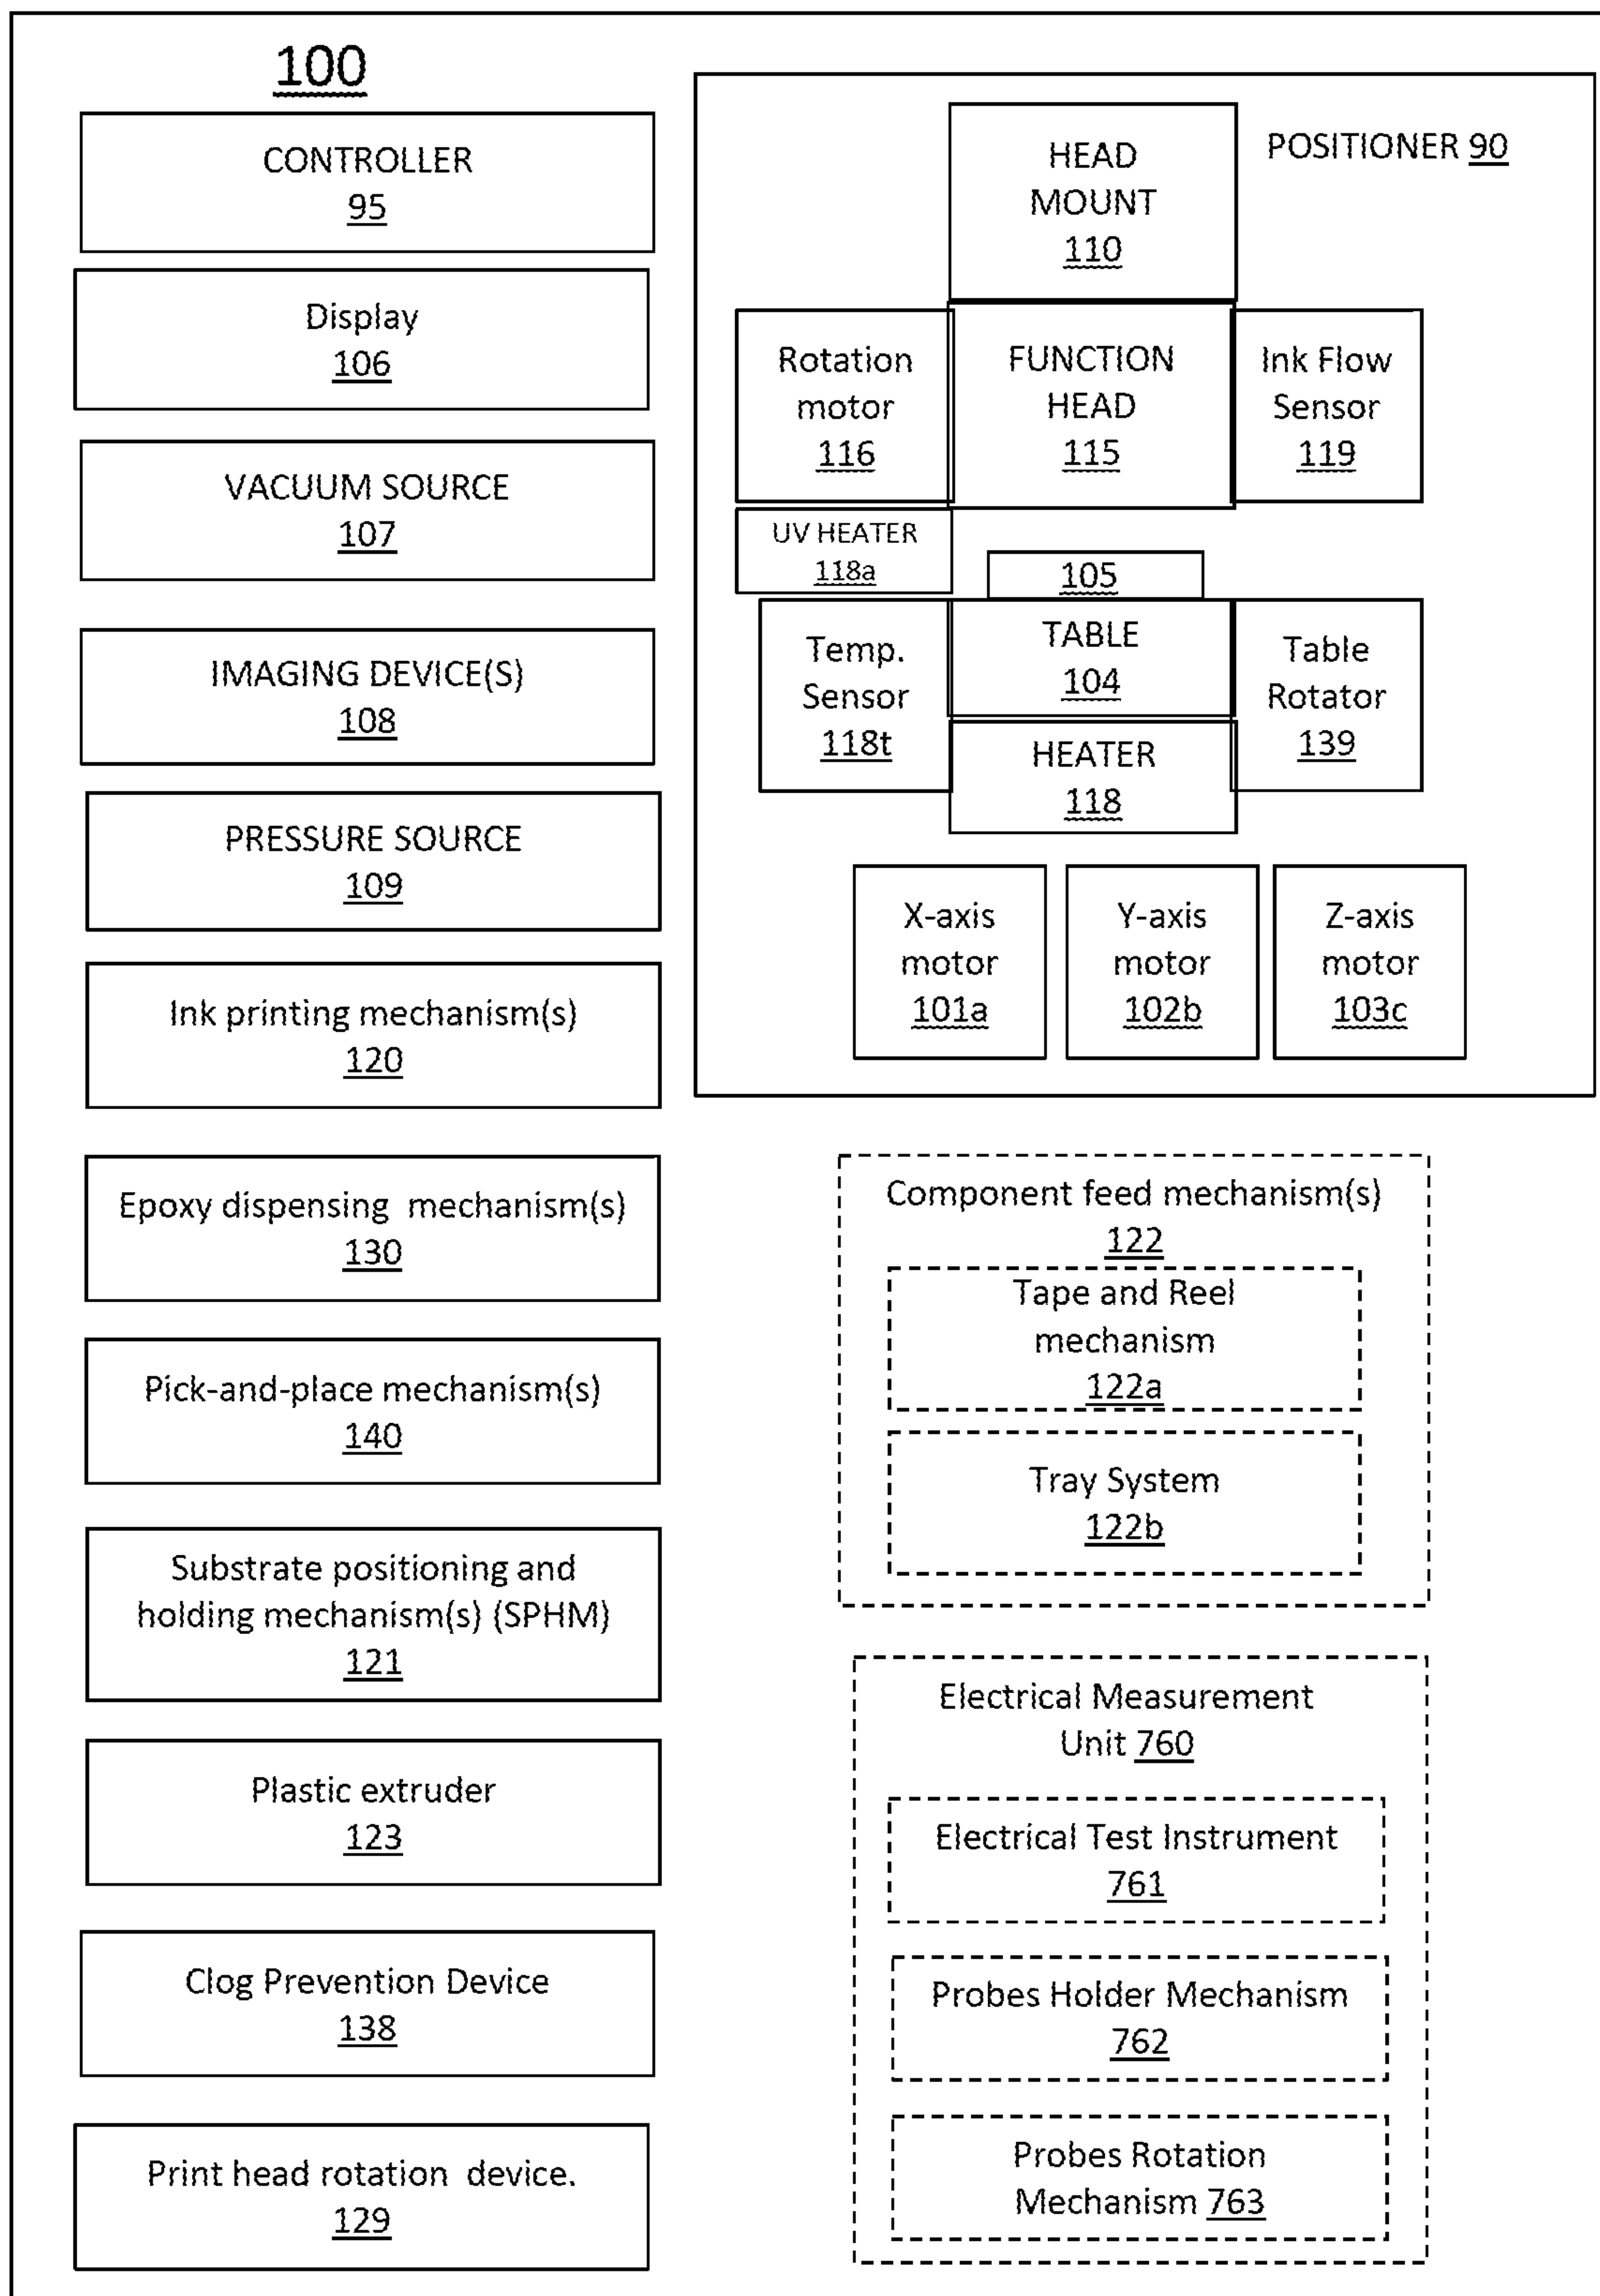 100
CONTROLLER
95
Display
106
VACUUM SOURCE
107
IMAGING DEVICE(S)
108
PRESSURE SOURCE
109
Ink printing mechanism(s)
120
Epoxy dispensing mechanism(s)
130
Pick-and-place mechanism(s)
140
Substrate positioning and
holding mechanism(s) (SPHM)
121
Plastic extruder
123
Clog Prevention Device
138
Print head rotation device.
129
POSITIONER 90
HEAD
MOUNT
110
Rotation
motor
116
FUNCTION
HEAD
115
Ink Flow
Sensor
119
UV HEATER
118a
105
Temp.
Sensor
118t
TABLE
104
Table
Rotator
139
HEATER
118
X-axis
motor
101a
Y-axis
motor
102b
Z-axis
motor
103c
Component feed mechanism(s)
122
Tape and Reel
mechanism
122a
Tray System
122b
Electrical Measurement
Unit 760
Electrical Test Instrument
761
Probes Holder Mechanism
762
Probes Rotation
Mechanism 763